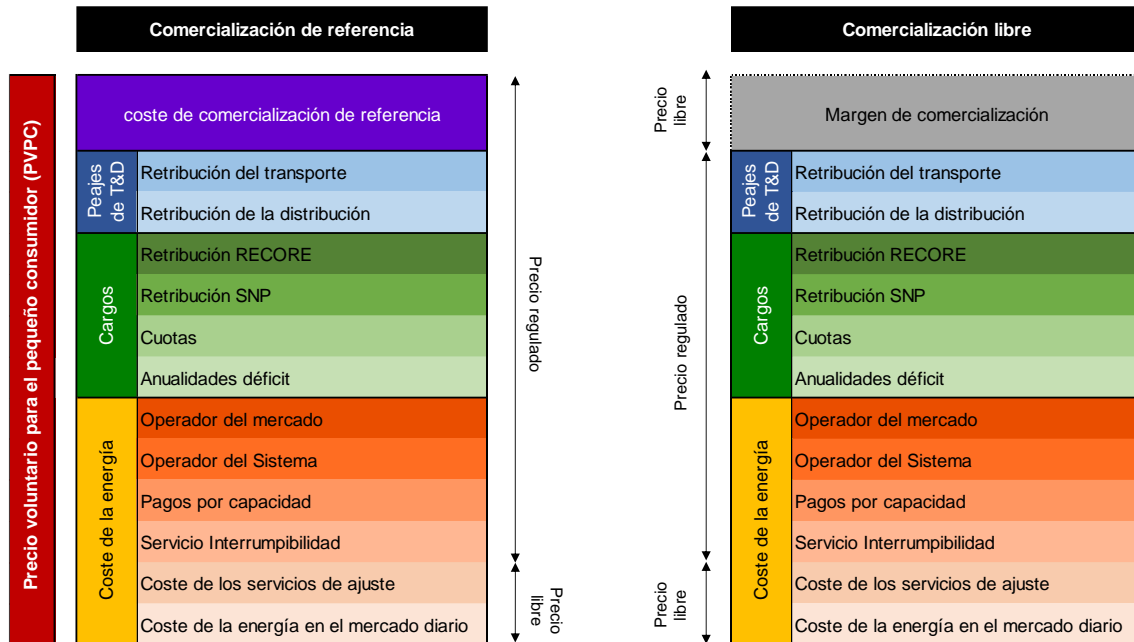 Comercialización de referencia
Precio voluntario para el pequeño consumidor (PVPC)
coste de comercialización de referencia
Peajes
de T&D
Retribución del transporte
Retribución de la distribución
Cargos
Retribución RECORE
Retribución SNP
Cuotas
Anualidades déficit
Coste de la energía
Operador del mercado
Operador del Sistema
Pagos por capacidad
Servicio Interrumpibilidad
Coste de los servicios de ajuste
Coste de la energía en el mercado diario
Precio regulado
Precio
libre
Comercialización libre
Precio
libre
Margen de comercialización
Precio regulado
Peajes
de T&D
Retribución del transporte
Retribución de la distribución
Cargos
Retribución RECORE
Retribución SNP
Cuotas
Anualidades déficit
Coste de la energía
Operador del mercado
Operador del Sistema
Pagos por capacidad
Servicio Interrumpibilidad
Coste de los servicios de ajuste
Coste de la energía en el mercado diario
Precio
libre